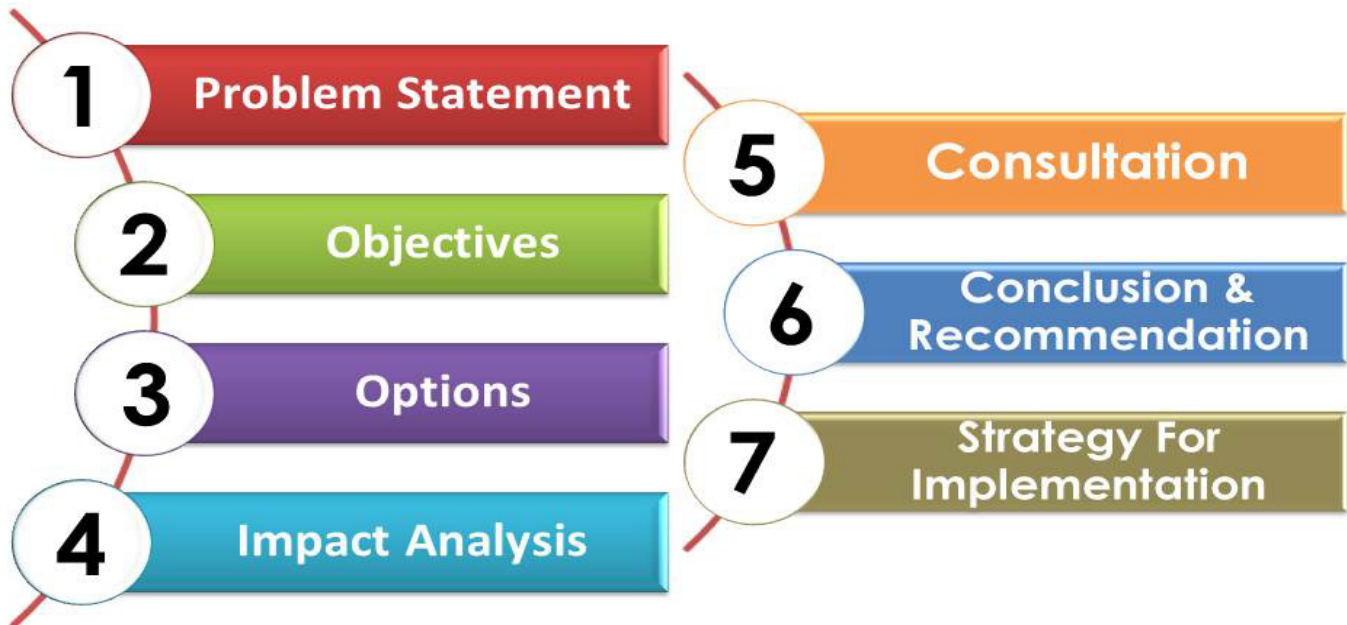 1
Problem Statement
2
Objectives
3
Options
4
Impact Analysis
5
Consultation
6
Conclusion &
Recommendation
7
Strategy For
Implementation